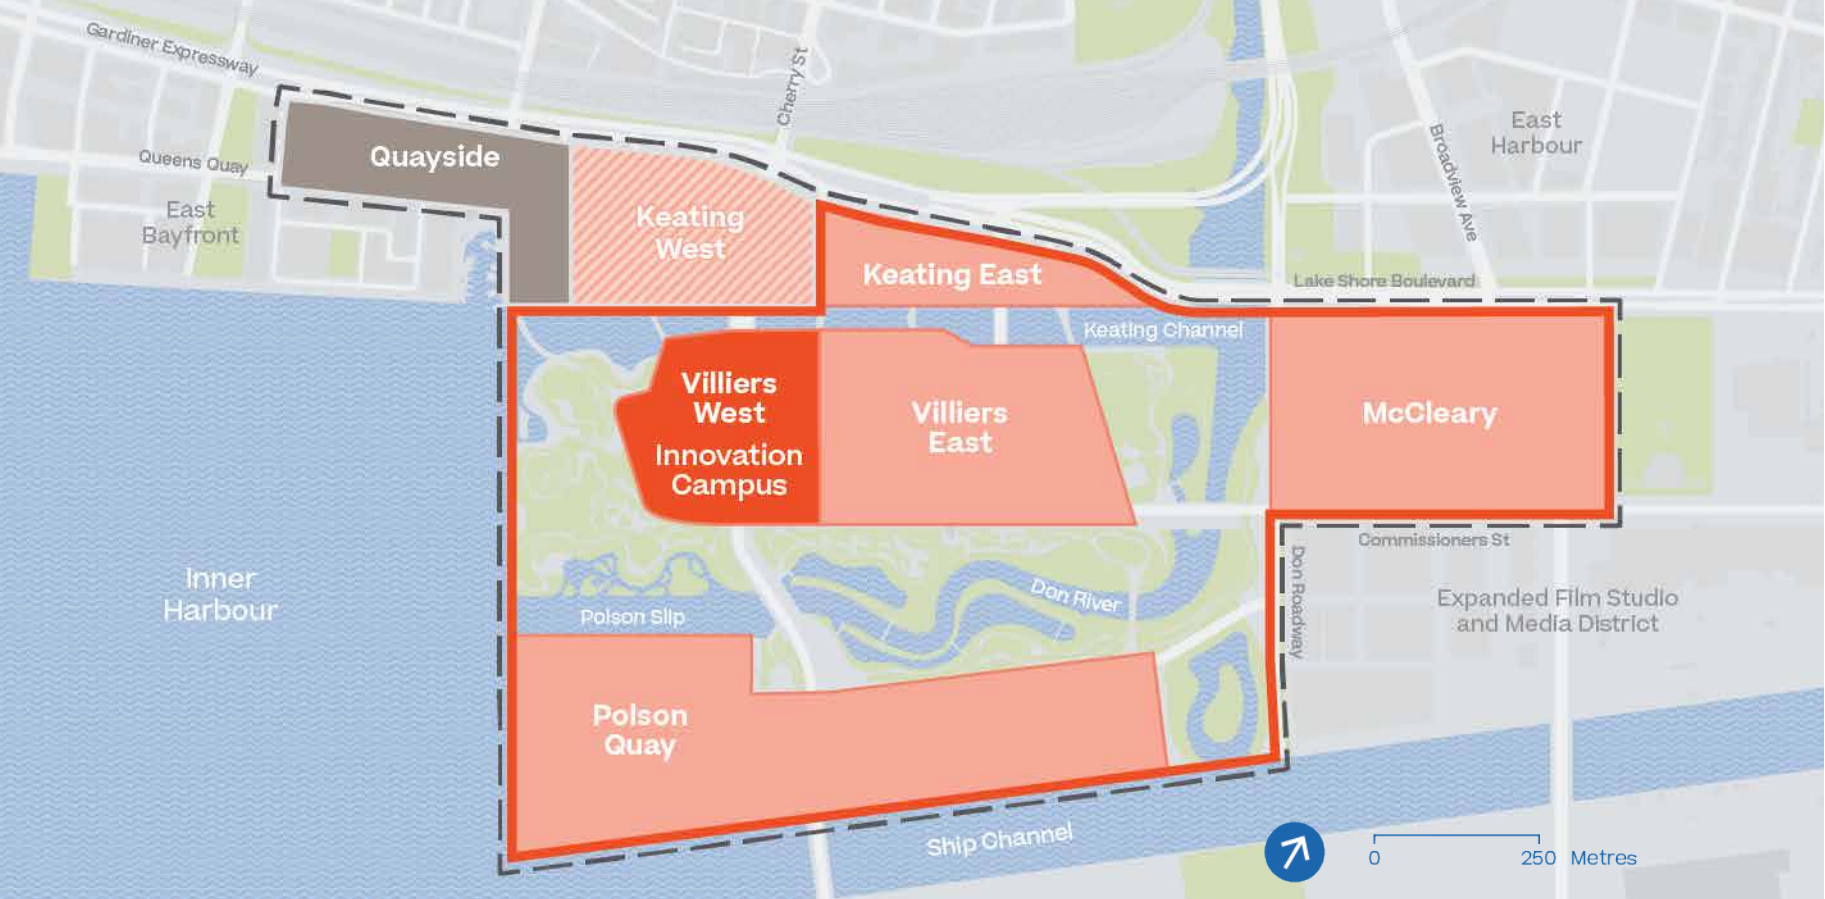 Gardiner Expressway
Cherry St
East
Harbour
Broadview Ave
Quayside
Queens Quay
East
Bayfront
Keating
West
Keating East
Lake Shore Boulevard
Keating Channel
Villiers
West
Innovation
Campus
Villiers
East
McCleary
Commissioners St
Don Roadway
Inner
Harbour
Don River
Polson Slip
Expanded Film Studio
and Media District
Polson
Quay
Ship Channel
0
250 Metres